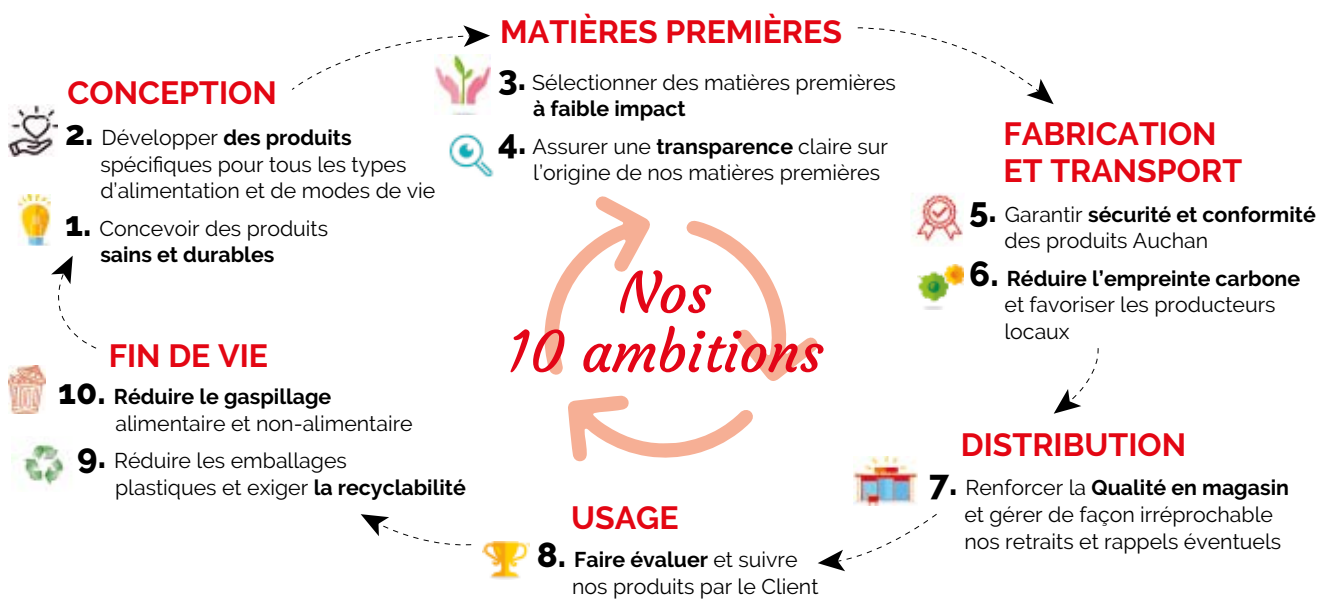 MATIÈRES PREMIÈRES
3. Sélectionner des matières premières
à faible impact
4. Assurer une transparence claire sur
l'origine de nos matières premières
CONCEPTION
2. Développer des produits
spécifiques pour tous les types
d'alimentation et de modes de vie
1. Concevoir des produits
sains et durables
FABRICATION
ET TRANSPORT
5. Garantir sécurité et conformité
des produits Auchan
6. Réduire l'empreinte carbone
et favoriser les producteurs
locaux
Nos
10 ambitions
FIN DE VIE
10. Réduire le gaspillage
alimentaire et non-alimentaire
9. Réduire les emballages
plastiques et exiger la recyclabilité
DISTRIBUTION
7. Renforcer la Qualité en magasin
et gérer de façon irréprochable
nos retraits et rappels éventuels
USAGE
8. Faire évaluer et suivre
nos produits par le Client